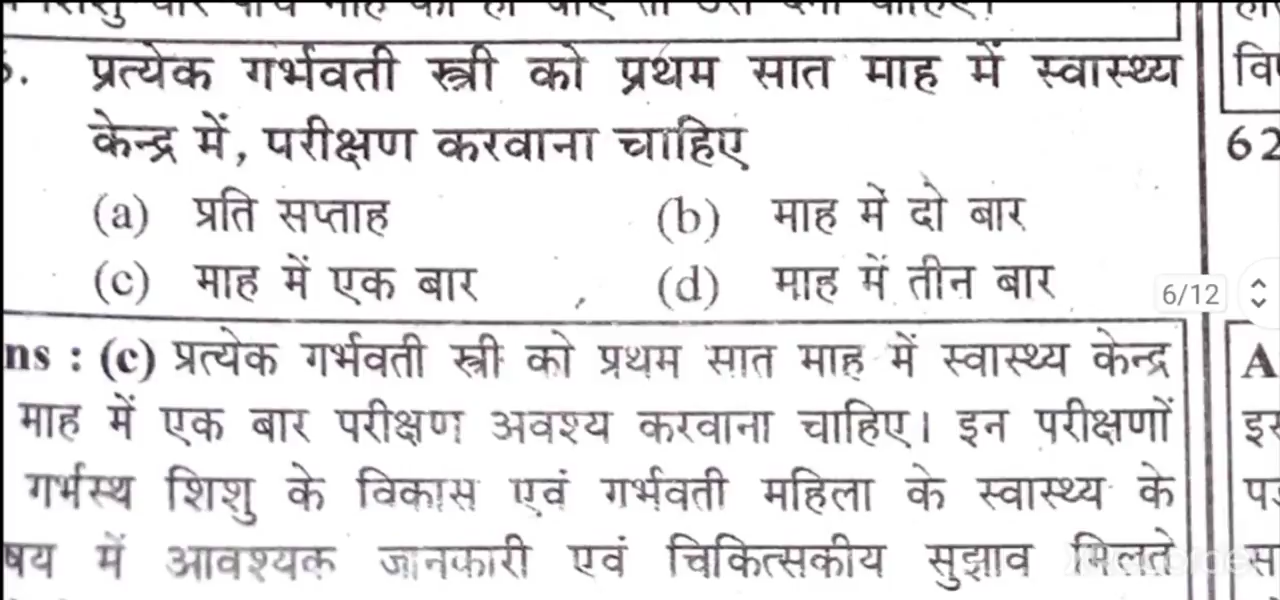 6. प्रत्येक गर्भवती स्त्री को प्रथम सात माह में स्वास्थ्य
केन्द्र में, परीक्षण करवाना चाहिए
(a) प्रति सप्ताह (b) माह में दो बार
(c) माह में एक बार (d) माह में तीन बार
ns : (c) प्रत्येक गर्भवती स्त्री को प्रथम सात माह में स्वास्थ्य केन्द्र
माह में एक बार परीक्षण अवश्य करवाना चाहिए। इन परीक्षणों
गर्भस्थ शिशु के विकास एवं गर्भवती महिला के स्वास्थ्य के
षय में आवश्यक जानकारी एवं चिकित्सकीय सुझाव मिलते
वि
62
6/12
A